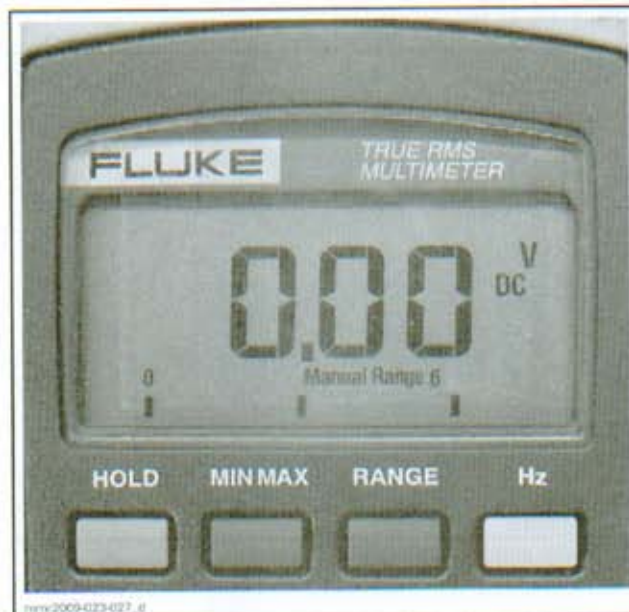 FLUKE
TRUE RMS
MULTIMETER
0.00
V
DC
Manual Range 6
0
HOLD MIN MAX RANGE Hz